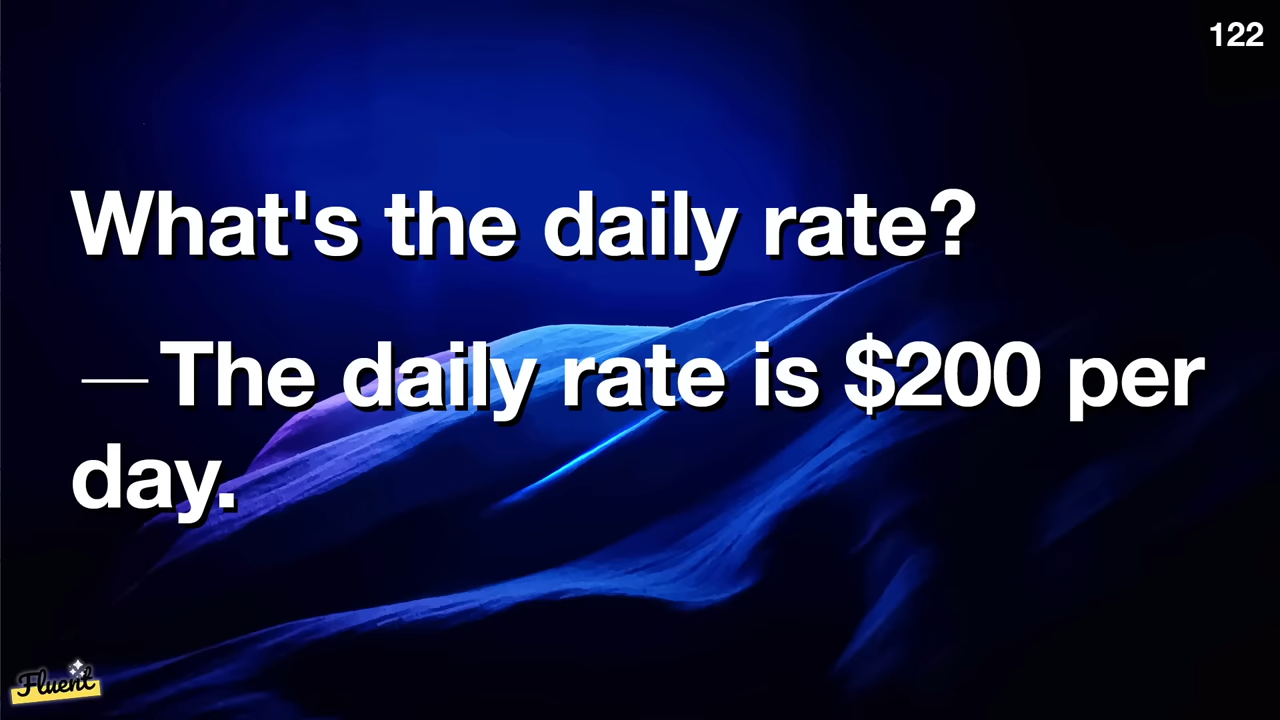 122
What's the daily rate?
—The daily rate is $200 per
day.
Fluent